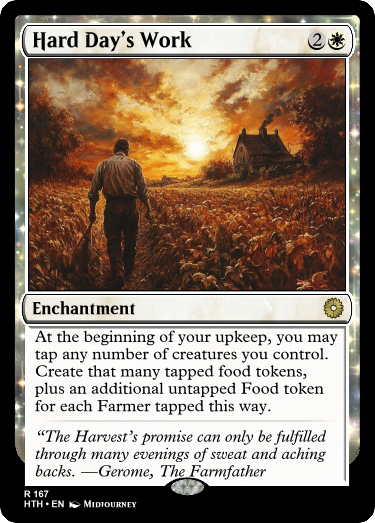 Hard Day's Work 2
Enchantment
At the beginning of your upkeep, you may
tap any number of creatures you control.
Create that many tapped food tokens,
plus an additional untapped Food token
for each Farmer tapped this way.
“The Harvest's promise can only be fulfilled
through many evenings of sweat and aching
backs. —Gerome, The Farmfather
R 167
HTH • EN MIDJOURNEY